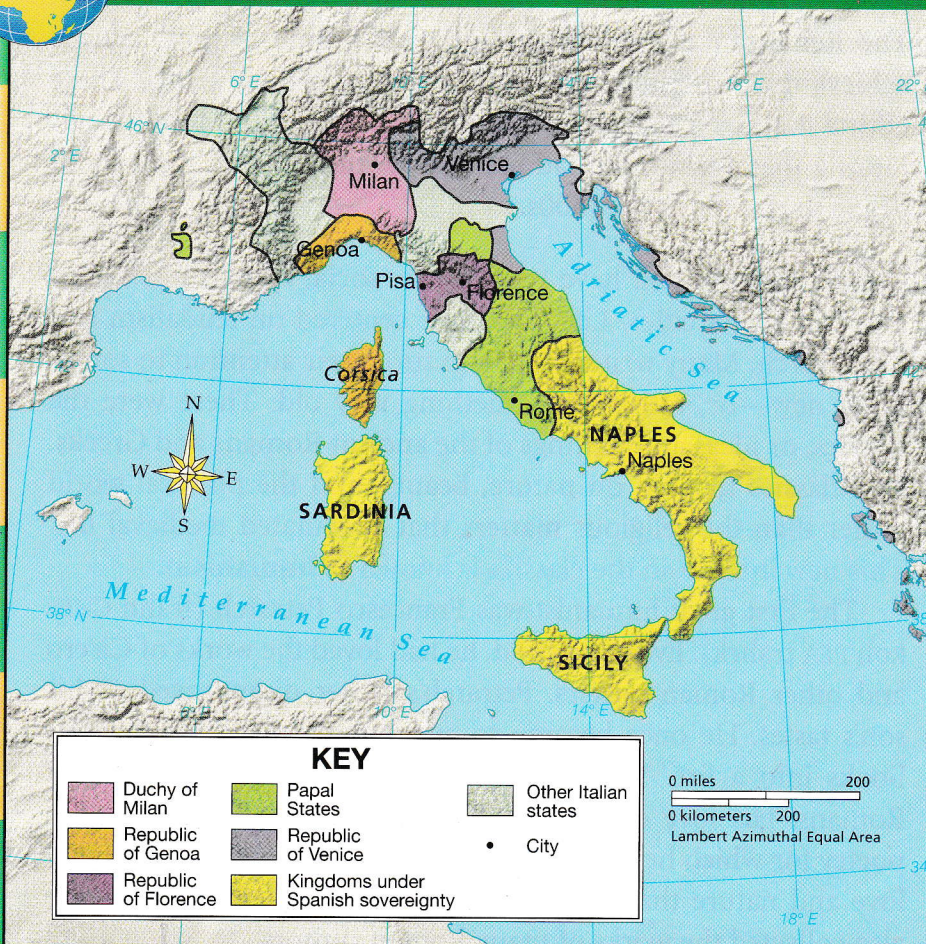 6° E
10° E
14° E
18° E
22°
46° N
2° E
Venice
Milan
Genoa
Pisa
Florence
Adriatic Sea
Corsica
Rome
NAPLES
Naples
N
W
E
S
SARDINIA
Mediterranean Sea
38° N
SICILY
10° E
14° E
KEY
Duchy of
Milan
Republic
of Genoa
Republic
of Florence
Papal
States
Republic
of Venice
Kingdoms under
Spanish sovereignty
Other Italian
states
City
0 miles
200
0 kilometers
200
Lambert Azimuthal Equal Area
34
18° E